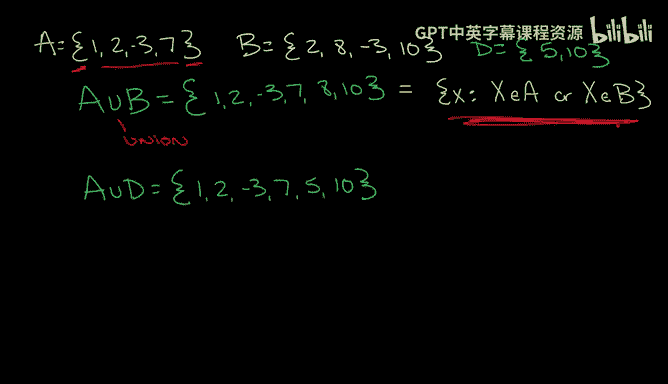 GPT中英字幕课程资源 bilibili
A={1,2,-3,7} B={2, 8, -3, 10} D={5,10}
A∪B={1,2,-3,7,8,10} = {x: X∈A or X∈B}
Union
A∪D={1,2,-3,7,5,10}